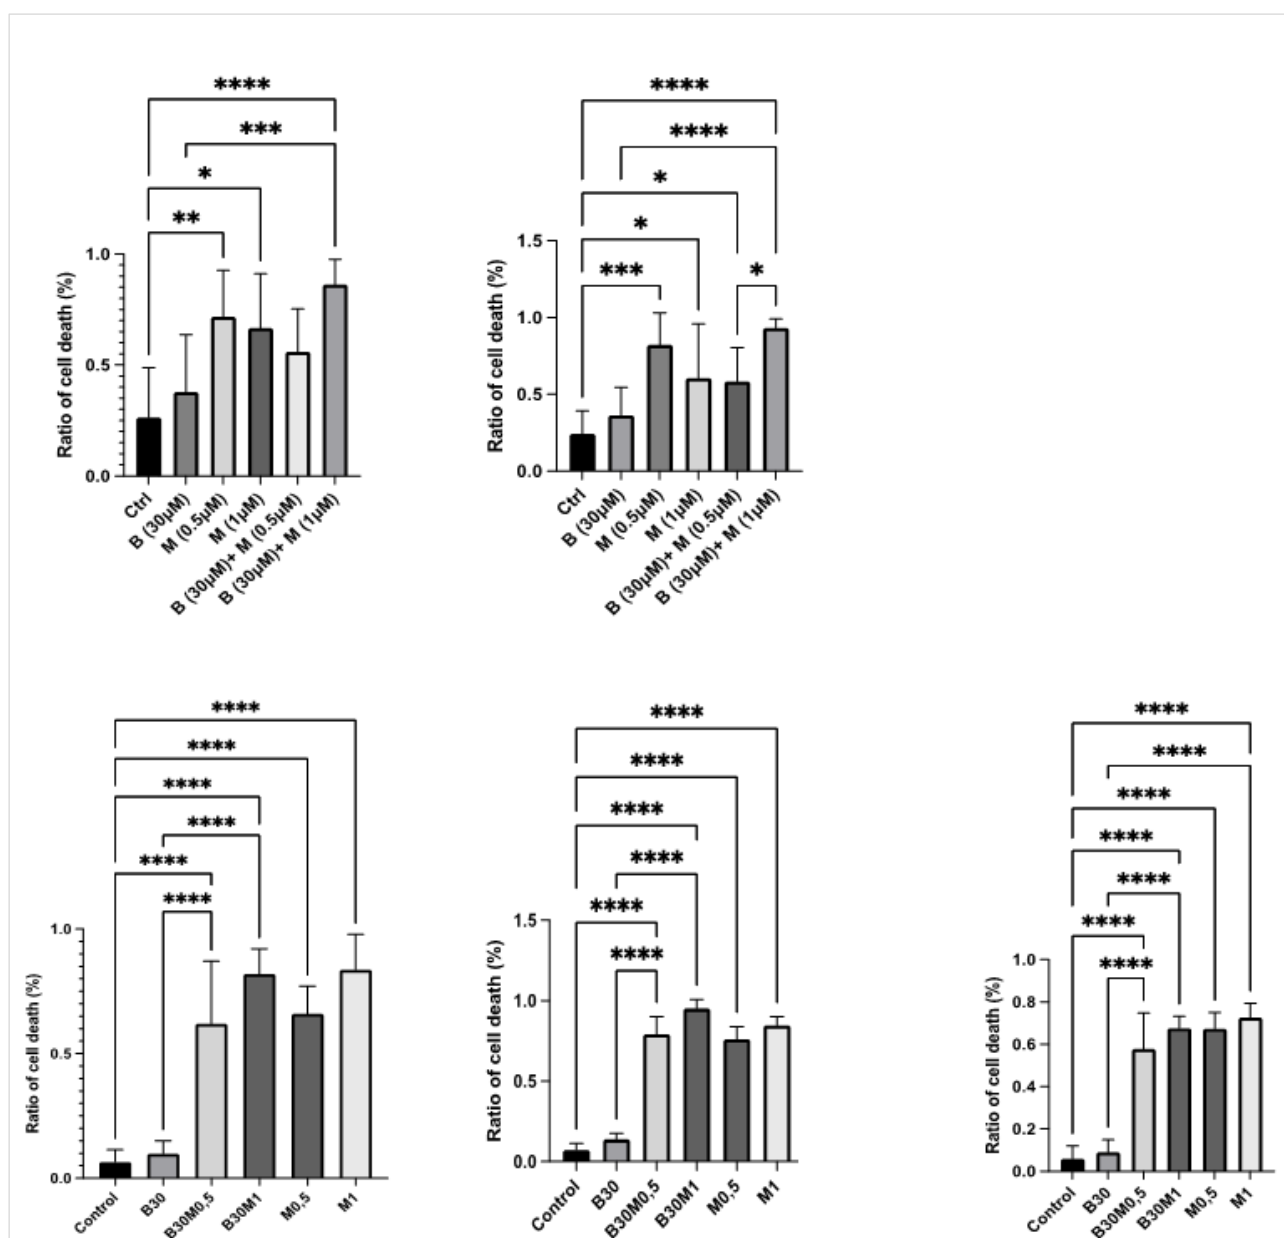 ****
***
*
**
1.0
0.5
0.0
Ratio of cell death (%)
Ctrl
B (30µM)
M (0.5µM)
M (1µM)
B (30µM)+ M (0.5µM)
B (30µM)+ M (1µM)
****
****
*
*
***
*
1.5
1.0
0.5
0.0
Ratio of cell death (%)
Ctrl
B (30µM)
M (0.5µM)
M (1µM)
B (30µM)+ M (0.5µM)
B (30µM)+ M (1µM)
****
****
****
****
****
****
1.0
0.5
0.0
Ratio of cell death (%)
Control
B30
B30M0,5
B30M1
M0,5
M1
****
****
****
****
****
****
1.5
1.0
0.5
0.0
Ratio of cell death (%)
Control
B30
B30M0,5
B30M1
M0,5
M1
****
****
****
****
****
****
****
1.0
0.8
0.6
0.4
0.2
0.0
Ratio of cell death (%)
Control
B30
B30M0,5
B30M1
M0,5
M1